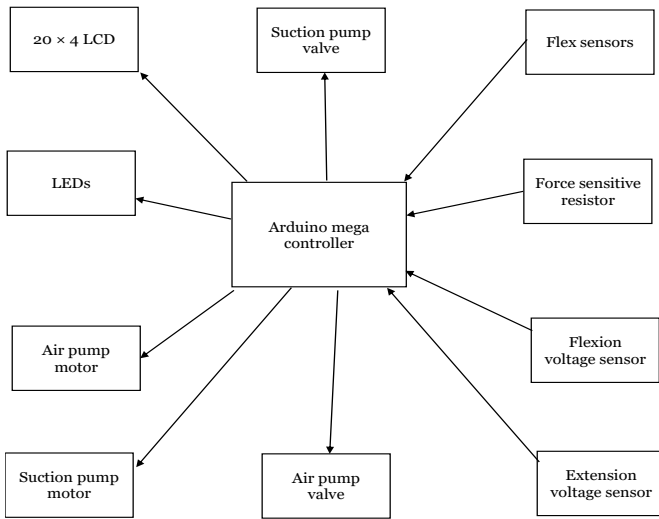 20 × 4 LCD
Suction pump
valve
Flex sensors
LEDs
Arduino mega
controller
Force sensitive
resistor
Air pump
motor
Flexion
voltage sensor
Suction pump
motor
Air pump
valve
Extension
voltage sensor